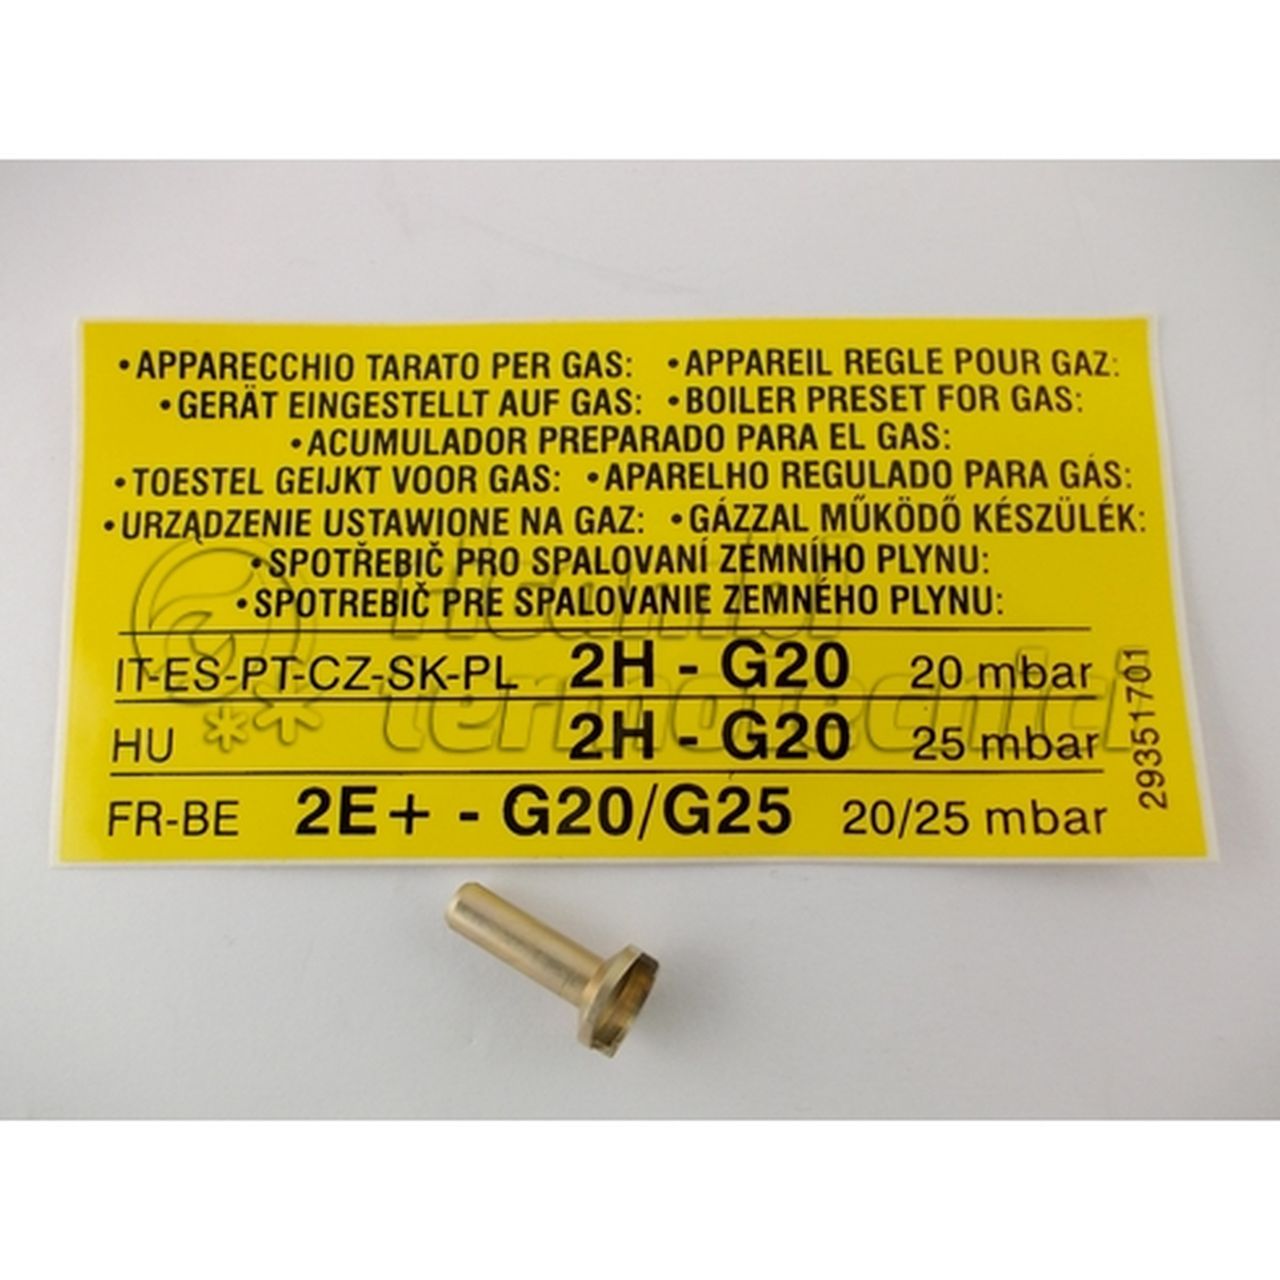 •APPARECCHIO TARATO PER GAS: •APPAREIL REGLE POUR GAZ:
•GERÄT EINGESTELLT AUF GAS: •BOILER PRESET FOR GAS:
•ACUMULADOR PREPARADO PARA EL GAS:
•TOESTEL GEIJKT VOOR GAS: •APARELHO REGULADO PARA GÁS:
•URZĄDZENIE USTAWIONE NA GAZ: •GÁZZAL MŰKÖDŐ KÉSZÜLÉK:
•SPOTŘEBIČ PRO SPALOVANÍ ZEMNÍHO PLYNU:
•SPOTREBIČ PRE SPALOVANIE ZEMNÉHO PLYNU:
IT-ES-PT-CZ-SK-PL 2H - G20 20 mbar
HU 2H - G20 25 mbar
FR-BE 2E+ - G20/G25 20/25 mbar
29351701
ricambi
termotecnici